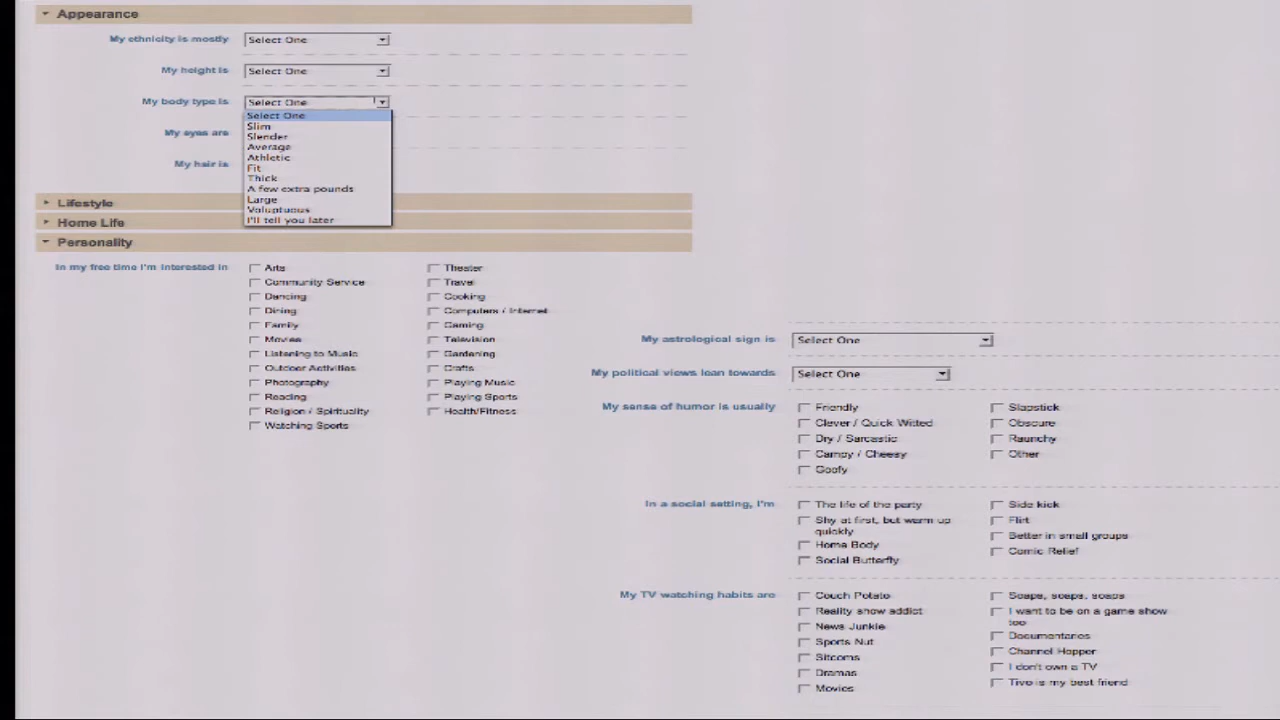 Appearance
My ethnicity is mostly Select One
My height is Select One
My body type is Select One
Select One
Slim
Slender
My eyes are
Average
Athletic
My hair is
Fit
Thick
A few extra pounds
Large
Voluptuous
I'll tell you later
Lifestyle
Home Life
Personality
In my free time I'm interested in
Arts Theater
Community Service Travel
Dancing Cooking
Dining Computers / Internet
Family Gaming
Movies Television
Listening to Music Gardening
Outdoor Activities Crafts
Photography Playing Music
Reading Playing Sports
Religion / Spirituality Health/Fitness
Watching Sports
My astrological sign is Select One
My political views lean towards Select One
My sense of humor is usually
Friendly Slapstick
Clever / Quick Witted Obscure
Dry / Sarcastic Raunchy
Campy / Cheesy Other
Goofy
In a social setting, I'm
The life of the party Side kick
Shy at first, but warm up Flirt
quickly Better in small groups
Home Body Comic Relief
Social Butterfly
My TV watching habits are
Couch Potato Soaps, soaps, soaps
Reality show addict I want to be on a game show
too
News Junkie Documentaries
Sports Nut Channel Hopper
Sitcoms I don't own a TV
Dramas Tivo is my best friend
Movies